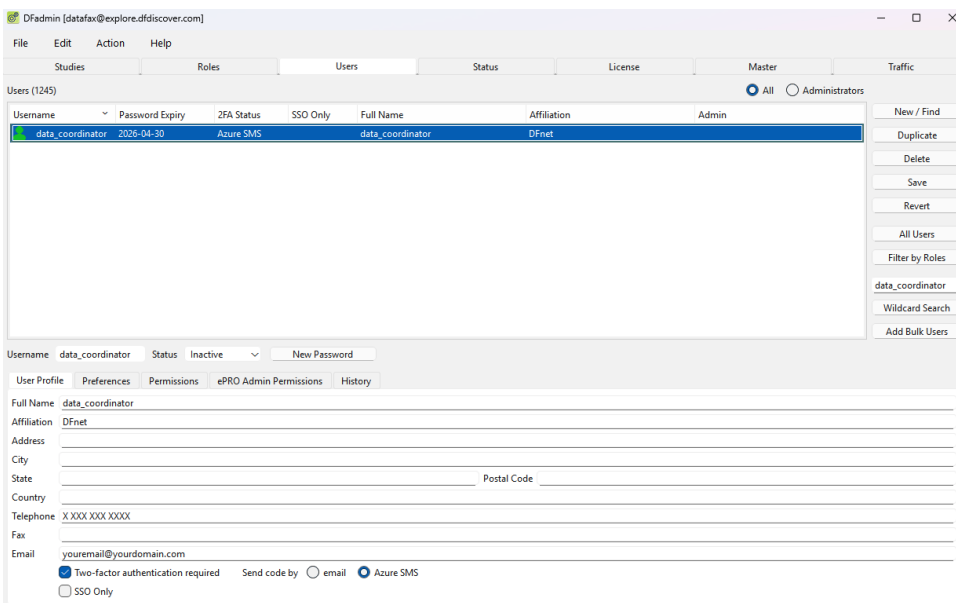 DFadmin [datafax@explore.dfdiscover.com]
File Edit Action Help
Studies Roles Users Status License Master Traffic
Users (1245) All Administrators
Username Password Expiry 2FA Status SSO Only Full Name Affiliation Admin
data_coordinator 2026-04-30 Azure SMS data_coordinator DFnet
New / Find
Duplicate
Delete
Save
Revert
All Users
Filter by Roles
data_coordinator
Wildcard Search
Add Bulk Users
Username data_coordinator Status Inactive New Password
User Profile Preferences Permissions ePRO Admin Permissions History
Full Name data_coordinator
Affiliation DFnet
Address
City
State Postal Code
Country
Telephone X XXX XXX XXXX
Fax
Email youremail@yourdomain.com
Two-factor authentication required Send code by email Azure SMS
SSO Only